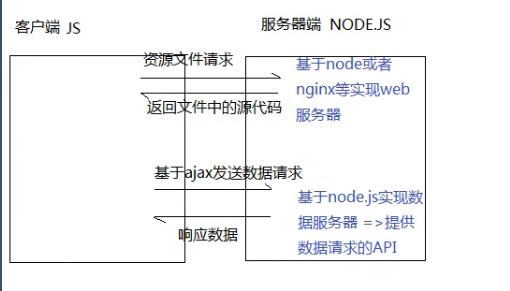 客户端 JS
服务器端 NODE.JS
资源文件请求
返回文件中的源代码
基于node或者
nginx等实现web
服务器
基于ajax发送数据请求
响应数据
基于node.js实现数
据服务器 =>提供
数据请求的API